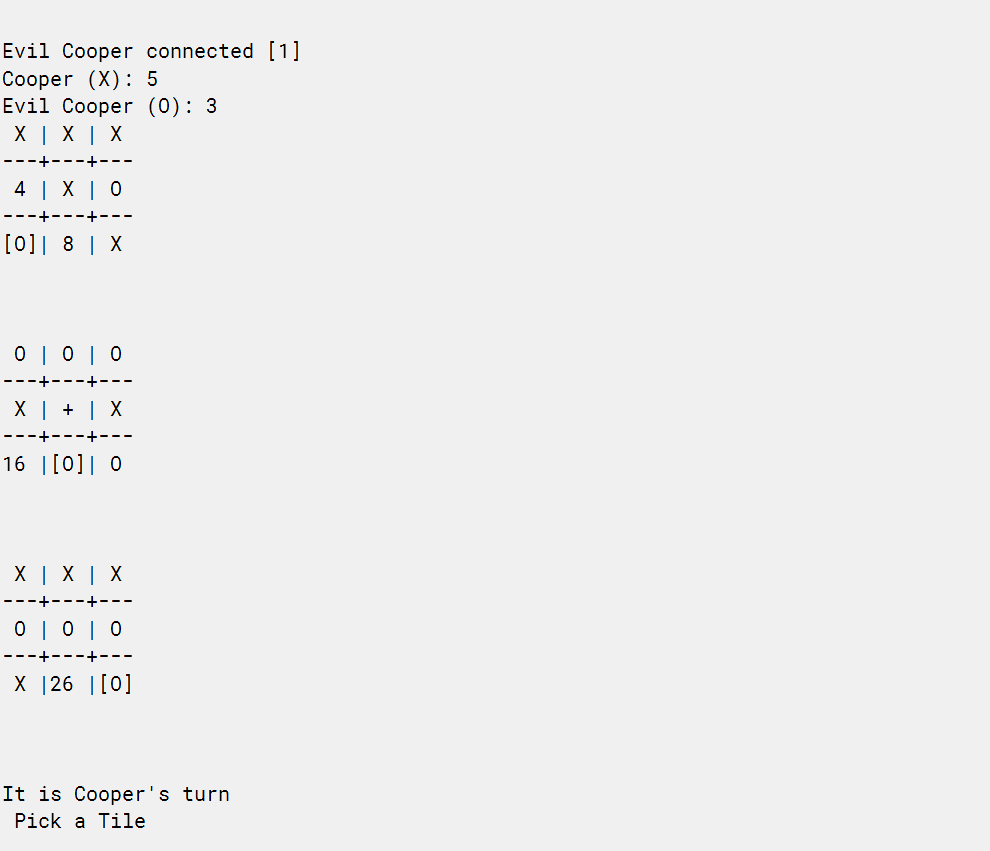 Evil Cooper connected [1]
Cooper (X): 5
Evil Cooper (O): 3
 X | X | X
---+---+---
 4 | X | O
---+---+---
[O]| 8 | X
 O | O | O
---+---+---
 X | + | X
---+---+---
16 |[O]| O
 X | X | X
---+---+---
 O | O | O
---+---+---
 X |26 |[O]
It is Cooper's turn
 Pick a Tile